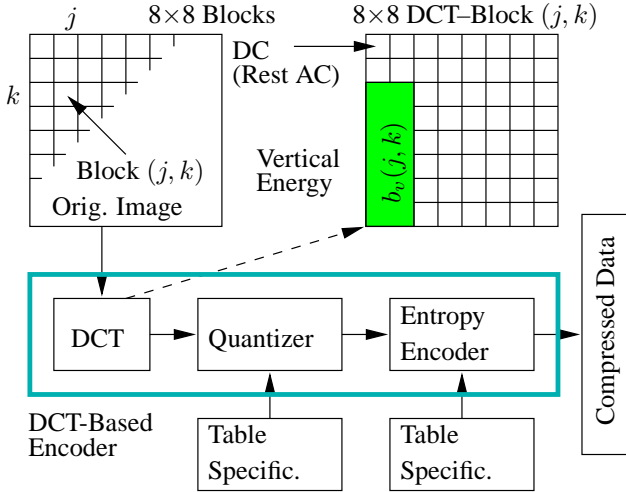 j
8×8 Blocks
8×8 DCT–Block (j, k)
k
DC
(Rest AC)
Block (j, k)
Orig. Image
Vertical
Energy
b_v(j, k)
DCT
Quantizer
Entropy
Encoder
Compressed Data
DCT-Based
Encoder
Table
Specific.
Table
Specific.